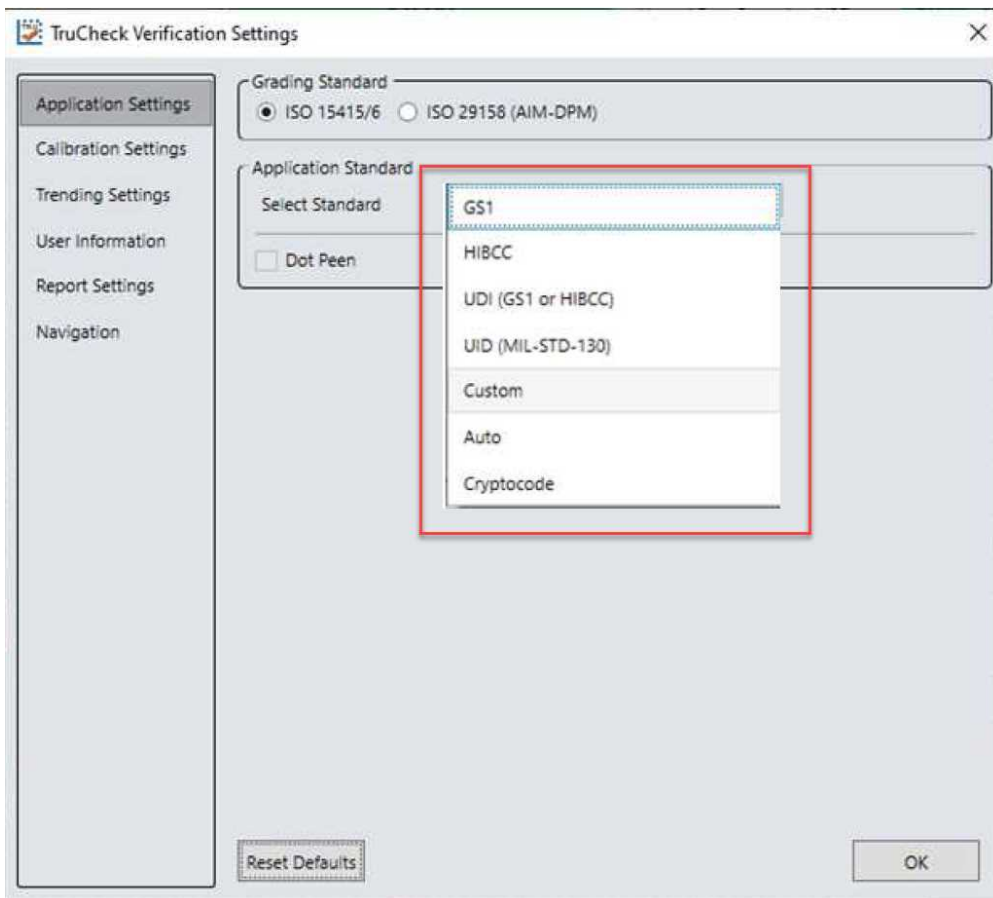 TruCheck Verification Settings
Application Settings
Calibration Settings
Trending Settings
User Information
Report Settings
Navigation
Grading Standard
ISO 15415/6 ISO 29158 (AIM-DPM)
Application Standard
Select Standard
Dot Peen
GS1
HIBCC
UDI (GS1 or HIBCC)
UID (MIL-STD-130)
Custom
Auto
Cryptocode
Reset Defaults
OK